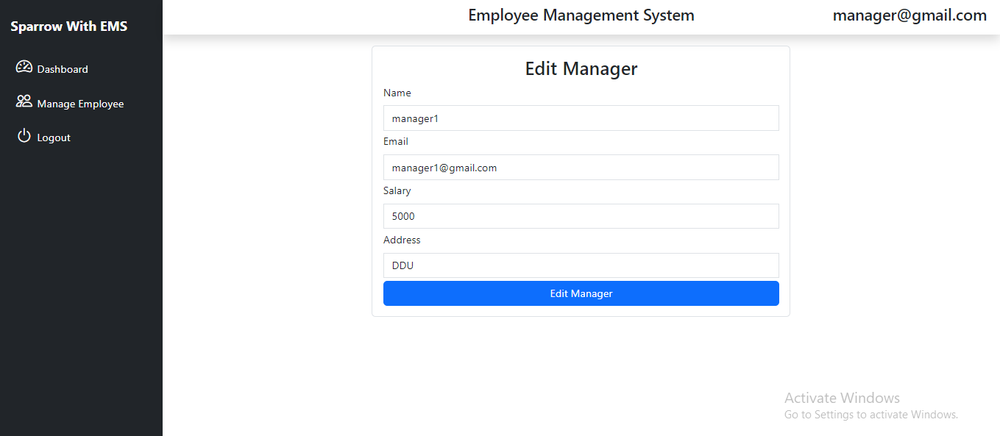 Sparrow With EMS
Dashboard
Manage Employee
Logout
Employee Management System
manager@gmail.com
Edit Manager
Name
manager1
Email
manager1@gmail.com
Salary
5000
Address
DDU
Edit Manager
Activate Windows
Go to Settings to activate Windows.